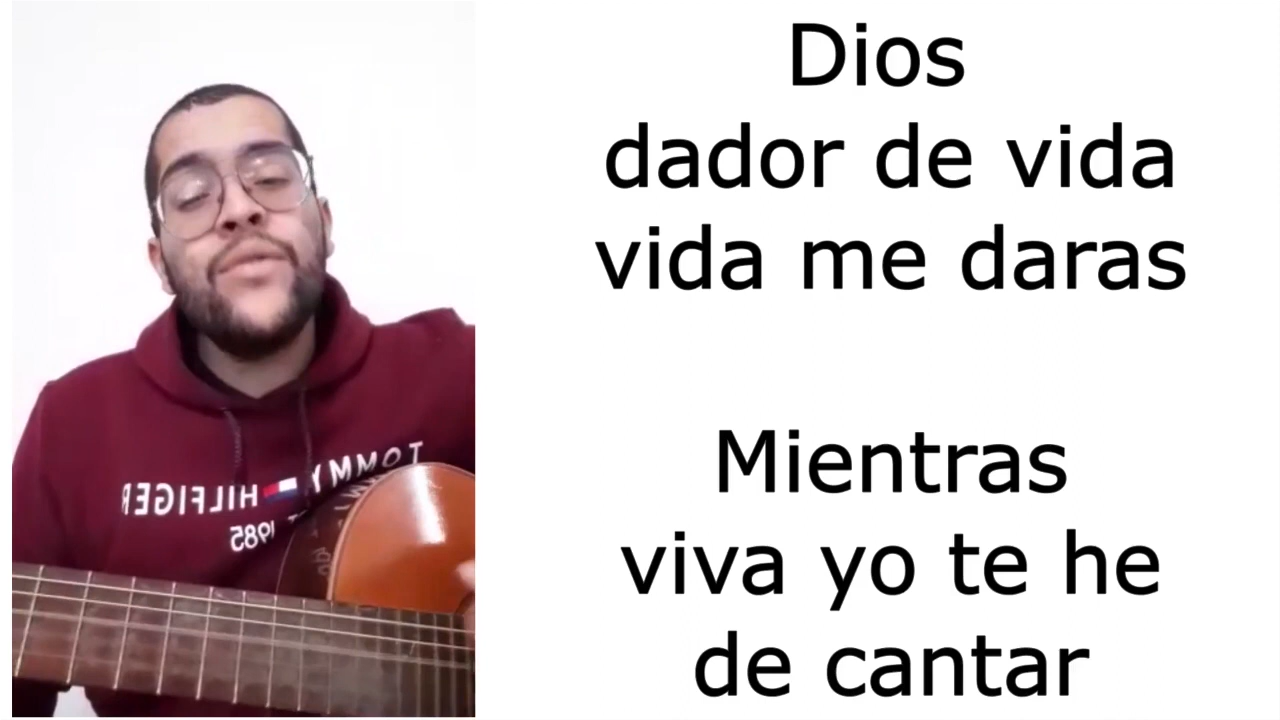 Dios
dador de vida
vida me daras
Mientras
viva yo te he
de cantar
TOMMY HILFIGER
1985